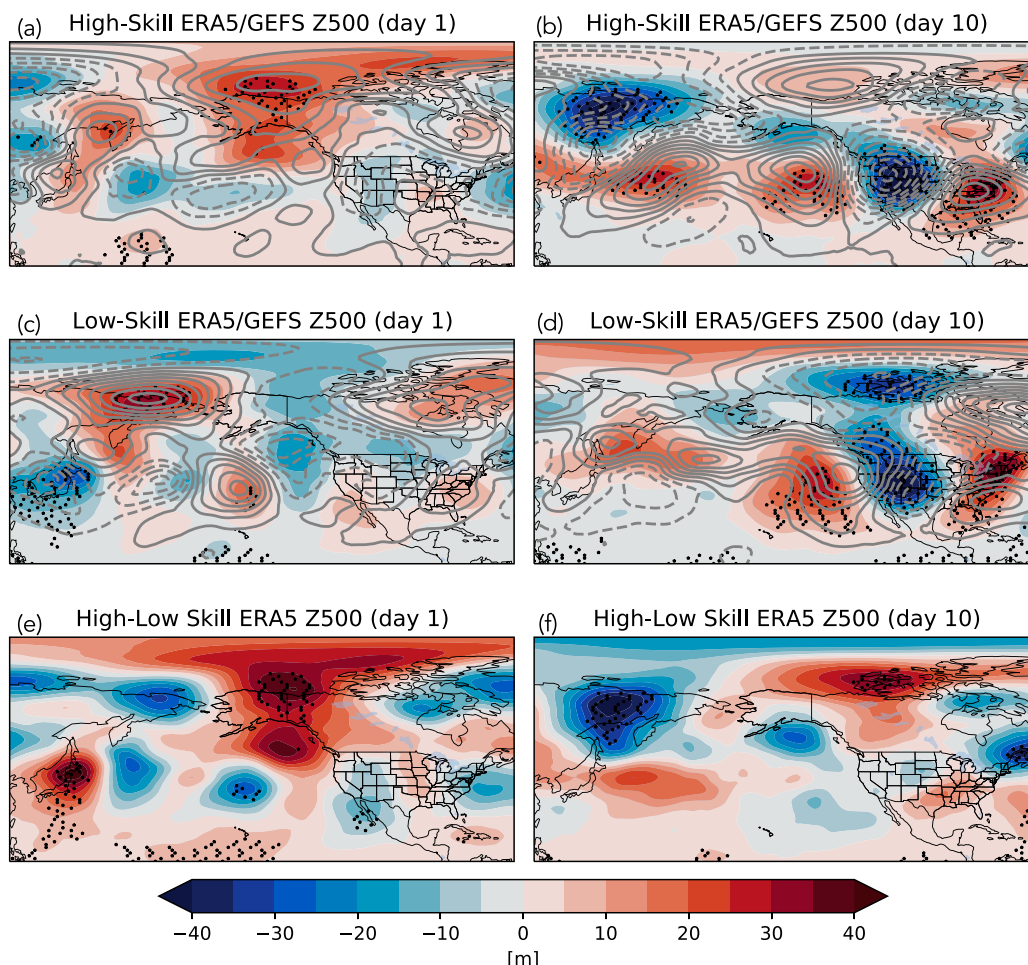 (a) High-Skill ERA5/GEFS Z500 (day 1)
(b) High-Skill ERA5/GEFS Z500 (day 10)
(c) Low-Skill ERA5/GEFS Z500 (day 1)
(d) Low-Skill ERA5/GEFS Z500 (day 10)
(e) High-Low Skill ERA5 Z500 (day 1)
(f) High-Low Skill ERA5 Z500 (day 10)
−40 −30 −20 −10 0 10 20 30 40
[m]